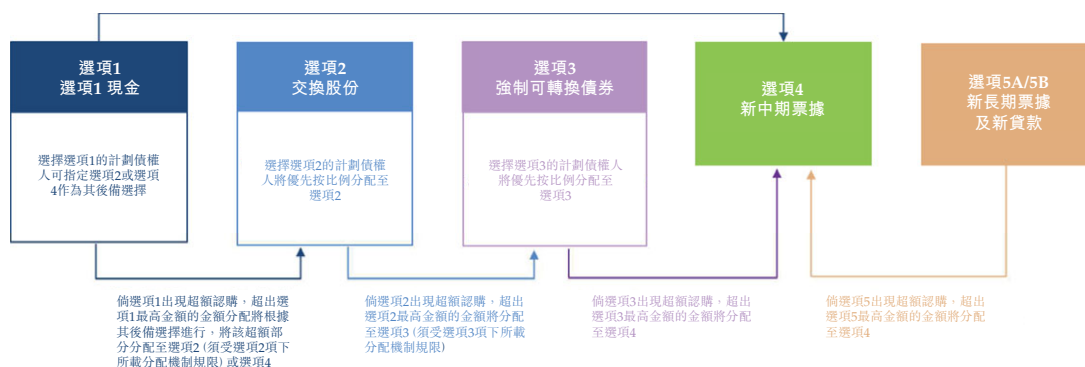 選項1
選項1 現金
選擇選項1的計劃債權
人可指定選項2或選項
4作為其後備選擇
倘選項1出現超額認購,超出選
項1最高金額的金額分配將根據
其後備選擇進行,將該超額部
分分配至選項2 (須受選項2項下
所載分配機制規限) 或選項4
選項2
交換股份
選擇選項2的計劃債權
人將優先按比例分配至
選項2
倘選項2出現超額認購,超出
選項2最高金額的金額將分配
至選項3 (須受選項3項下所載
分配機制規限)
選項3
強制可轉換債券
選擇選項3的計劃債權人
將優先按比例分配至
選項3
倘選項3出現超額認購,超出
選項3最高金額的金額將分配
至選項4
選項4
新中期票據
選項5A/5B
新長期票據
及新貸款
倘選項5出現超額認購,超出
選項5最高金額的金額將分配
至選項4